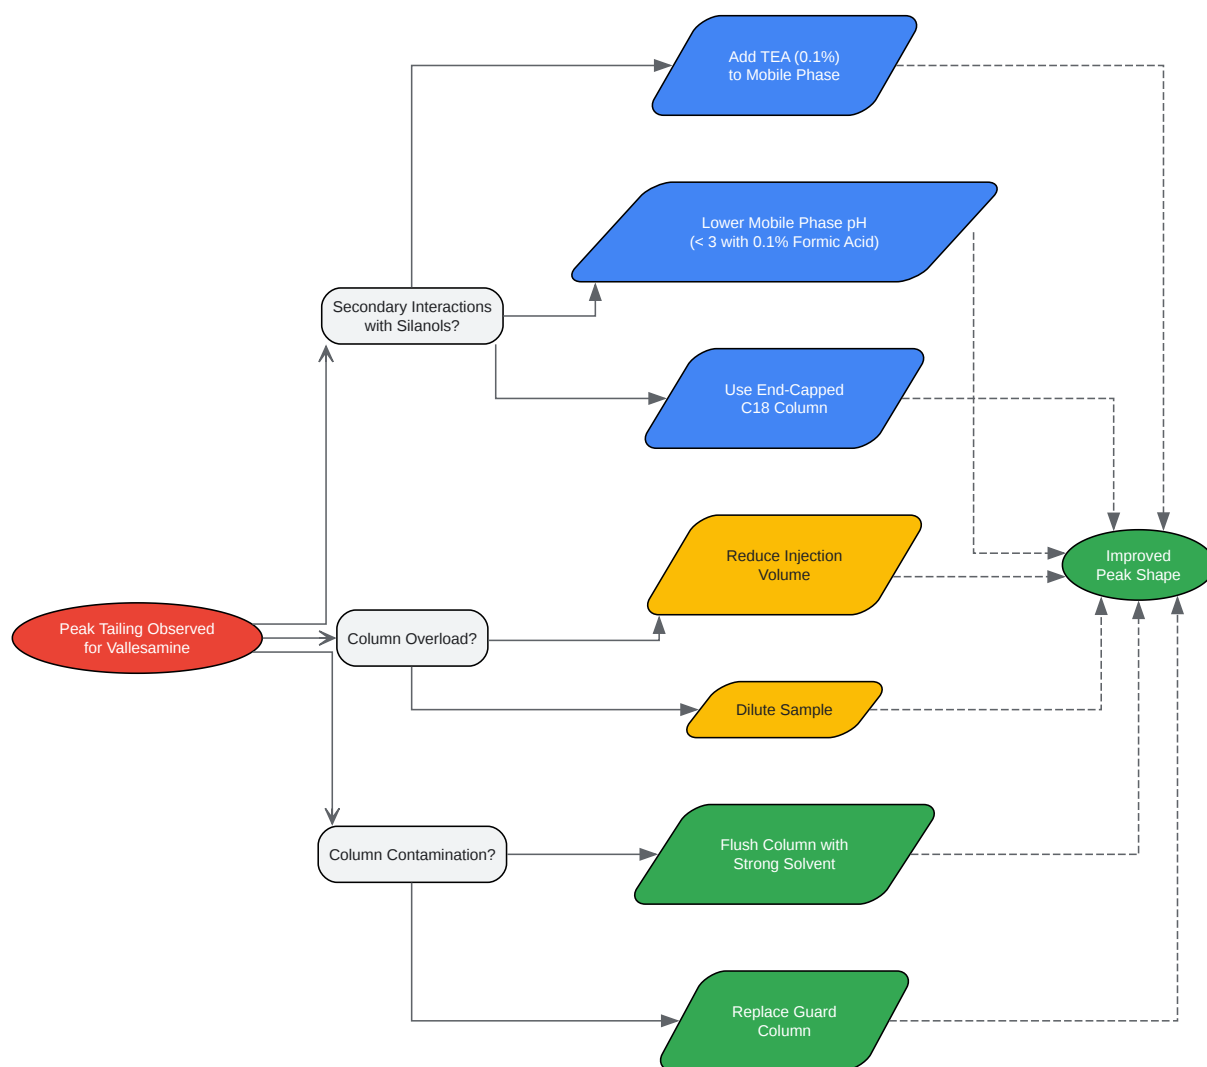 Add TEA (0.1%)
to Mobile Phase
Lower Mobile Phase pH
(< 3 with 0.1% Formic Acid)
Secondary Interactions
with Silanols?
Use End-Capped
C18 Column
Reduce Injection
Volume
Improved
Peak Shape
Peak Tailing Observed
for Vallesamine
Column Overload?
Dilute Sample
Column Contamination?
Flush Column with
Strong Solvent
Replace Guard
Column